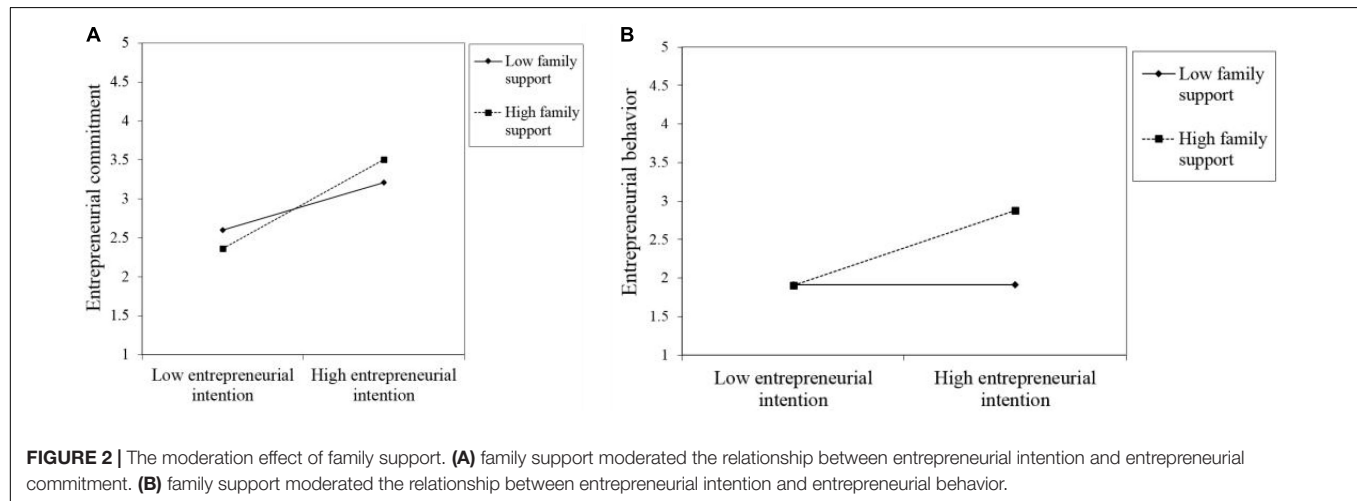 A
Entrepreneurial commitment
5
4.5
4
3.5
3
2.5
2
1.5
1
Low entrepreneurial
intention
High entrepreneurial
intention
Low family
support
High family
support
B
Entrepreneurial behavior
5
4.5
4
3.5
3
2.5
2
1.5
1
Low entrepreneurial
intention
High entrepreneurial
intention
Low family
support
High family
support
FIGURE 2 | The moderation effect of family support. (A) family support moderated the relationship between entrepreneurial intention and entrepreneurial
commitment. (B) family support moderated the relationship between entrepreneurial intention and entrepreneurial behavior.